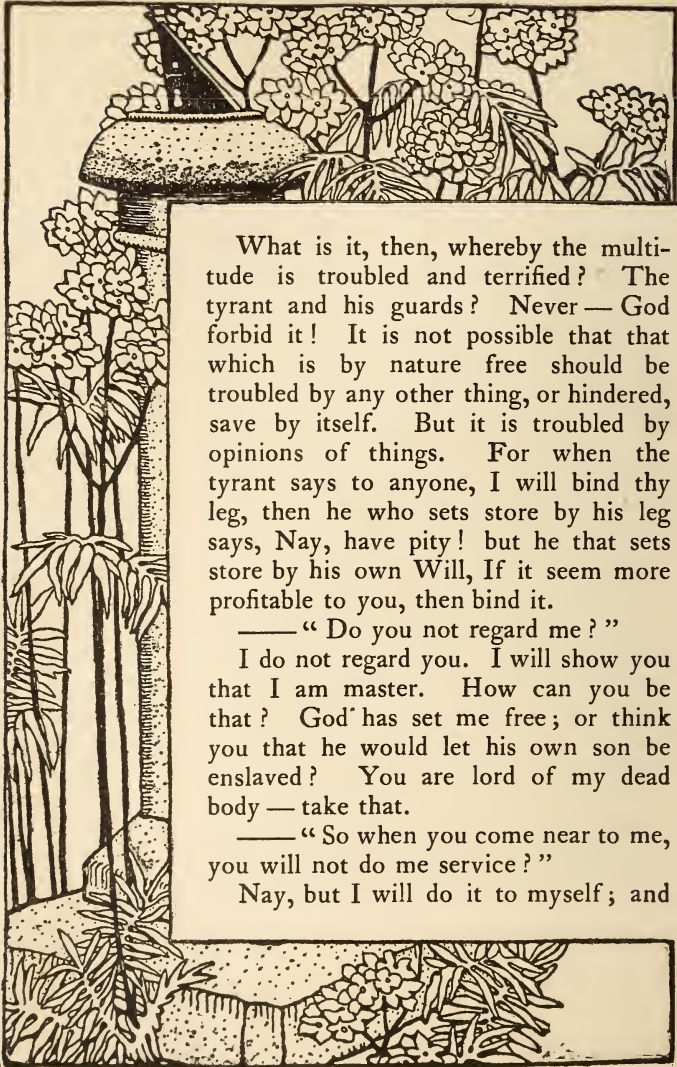 What is it, then, whereby the multi-
tude is troubled and terrified? The
tyrant and his guards? Never — God
forbid it! It is not possible that that
which is by nature free should be
troubled by any other thing, or hindered,
save by itself. But it is troubled by
opinions of things. For when the
tyrant says to anyone, I will bind thy
leg, then he who sets store by his leg
says, Nay, have pity! but he that sets
store by his own Will, If it seem more
profitable to you, then bind it.
—— “ Do you not regard me ? ”
I do not regard you. I will show you
that I am master. How can you be
that ? God has set me free ; or think
you that he would let his own son be
enslaved ? You are lord of my dead
body — take that.
—— “ So when you come near to me,
you will not do me service ? ”
Nay, but I will do it to myself ; and